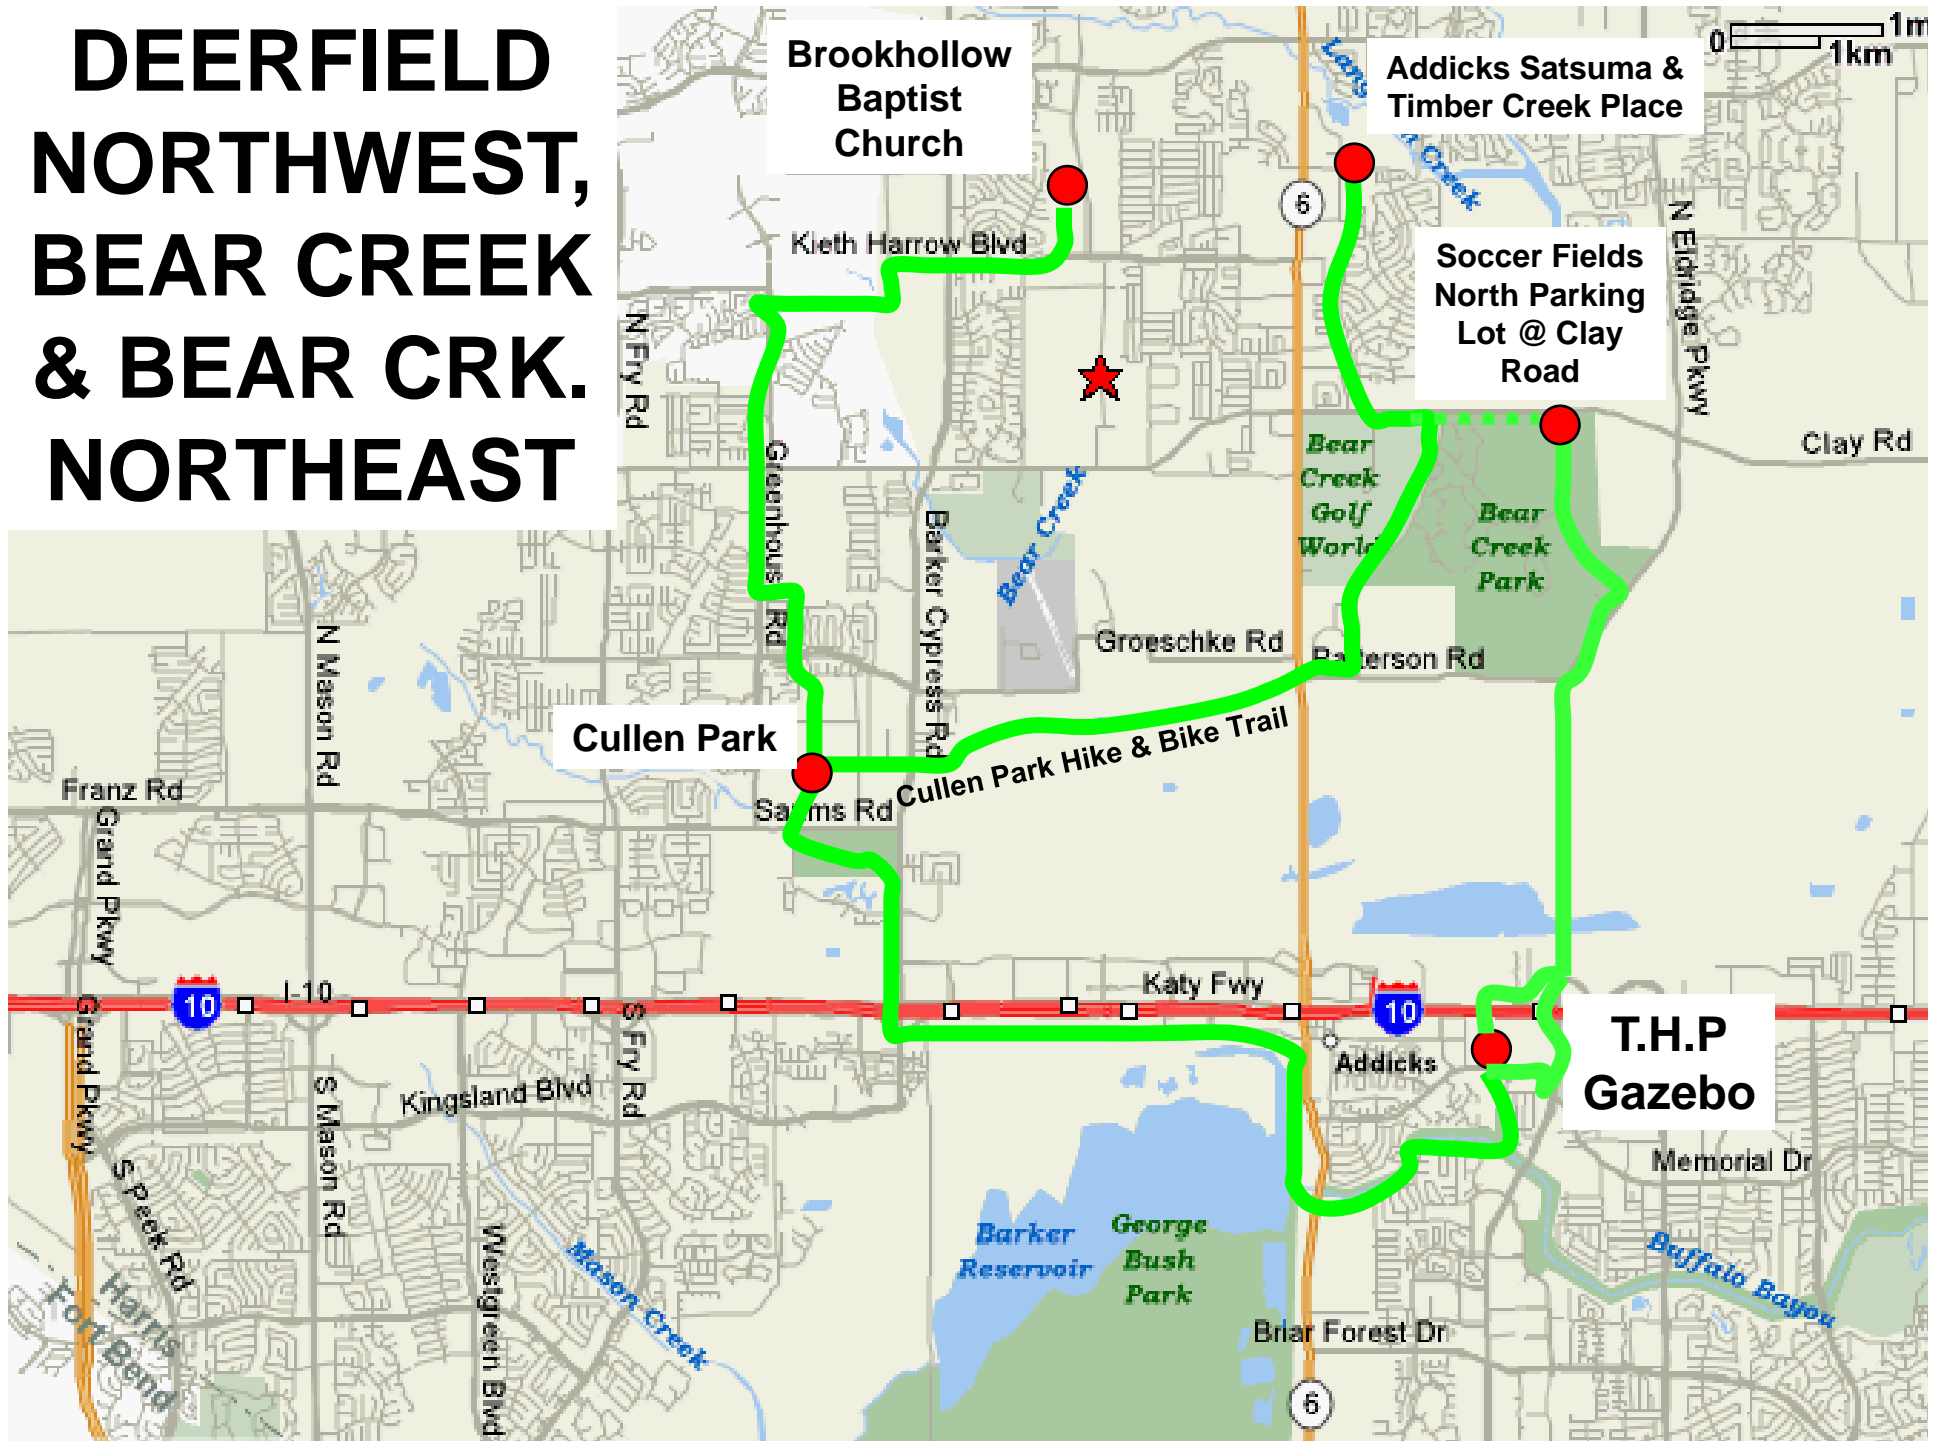 DEERFIELD
NORTHWEST,
BEAR CREEK
& BEAR CRK.
NORTHEAST
Brookhollow
Baptist
Church
Addicks Satsuma &
Timber Creek Place
0
1m
1km
Creek
6
Kieth Harrow Blvd
Soccer Fields
North Parking
Lot @ Clay
Road
N Eldridge Pkwy
N Fry Rd
Clay Rd
Greenhous Rd
Bear Creek
Barker Cypress Rd
Bear
Creek
Golf
World
Bear
Creek
Park
Groeschke Rd
Patterson Rd
N Mason Rd
Cullen Park
Cullen Park Hike & Bike Trail
Franz Rd
Grand Pkwy
Saums Rd
Katy Fwy
10
I-10
10
Grand Pkwy
S Fry Rd
Addicks
T.H.P
Gazebo
Kingsland Blvd
S Mason Rd
S Peek Rd
Memorial Dr
Barker
Reservoir
George
Bush
Park
Mason Creek
Westgreen Blvd
Buffalo Bayou
Harris
Fort Bend
Briar Forest Dr
6